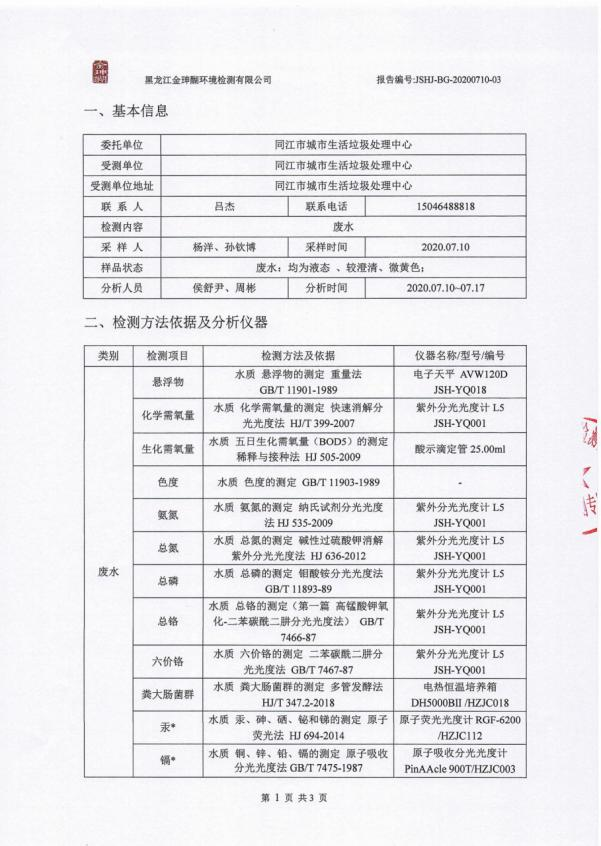 黑龙江金珅醐环境检测有限公司 报告编号:JSHJ-BG-20200710-03
一、基本信息
委托单位 同江市城市生活垃圾处理中心
受测单位 同江市城市生活垃圾处理中心
受测单位地址 同江市城市生活垃圾处理中心
联 系 人 吕杰 联系电话 15046488818
检测内容 废水
采 样 人 杨洋、孙钦博 采样时间 2020.07.10
样品状态 废水：均为液态 、较澄清、微黄色；
分析人员 侯舒尹、周彬 分析时间 2020.07.10~07.17
二、检测方法依据及分析仪器
类别 检测项目 检测方法及依据 仪器名称/型号/编号
废水
悬浮物 水质 悬浮物的测定 重量法 电子天平 AVW120D
GB/T 11901-1989 JSH-YQ018
化学需氧量 水质 化学需氧量的测定 快速消解分 紫外分光光度计 L5
光光度法 HJ/T 399-2007 JSH-YQ001
生化需氧量 水质 五日生化需氧量（BOD5）的测定 酸示滴定管 25.00ml
稀释与接种法 HJ 505-2009
色度 水质 色度的测定 GB/T 11903-1989 -
氨氮 水质 氨氮的测定 纳氏试剂分光光度 紫外分光光度计 L5
法 HJ 535-2009 JSH-YQ001
总氮 水质 总氮的测定 碱性过硫酸钾消解 紫外分光光度计 L5
紫外分光光度法 HJ 636-2012 JSH-YQ001
总磷 水质 总磷的测定 钼酸铵分光光度法 紫外分光光度计 L5
GB/T 11893-89 JSH-YQ001
总铬 水质 总铬的测定（第一篇 高锰酸钾氧 紫外分光光度计 L5
化-二苯碳酰二肼分光光度法） GB/T JSH-YQ001
7466-87
六价铬 水质 六价铬的测定 二苯碳酰二肼分 紫外分光光度计 L5
光光度法 GB/T 7467-87 JSH-YQ001
粪大肠菌群 水质 粪大肠菌群的测定 多管发酵法 电热恒温培养箱
HJ/T 347.2-2018 DH5000BII /HZJC018
汞* 水质 汞、砷、硒、铋和锑的测定 原子 原子荧光光度计 RGF-6200
荧光法 HJ 694-2014 /HZJC112
镉* 水质 铜、锌、铅、镉的测定 原子吸收 原子吸收分光光度计
分光光度法 GB/T 7475-1987 PinAAcle 900T/HZJC003
第 1 页 共 3 页